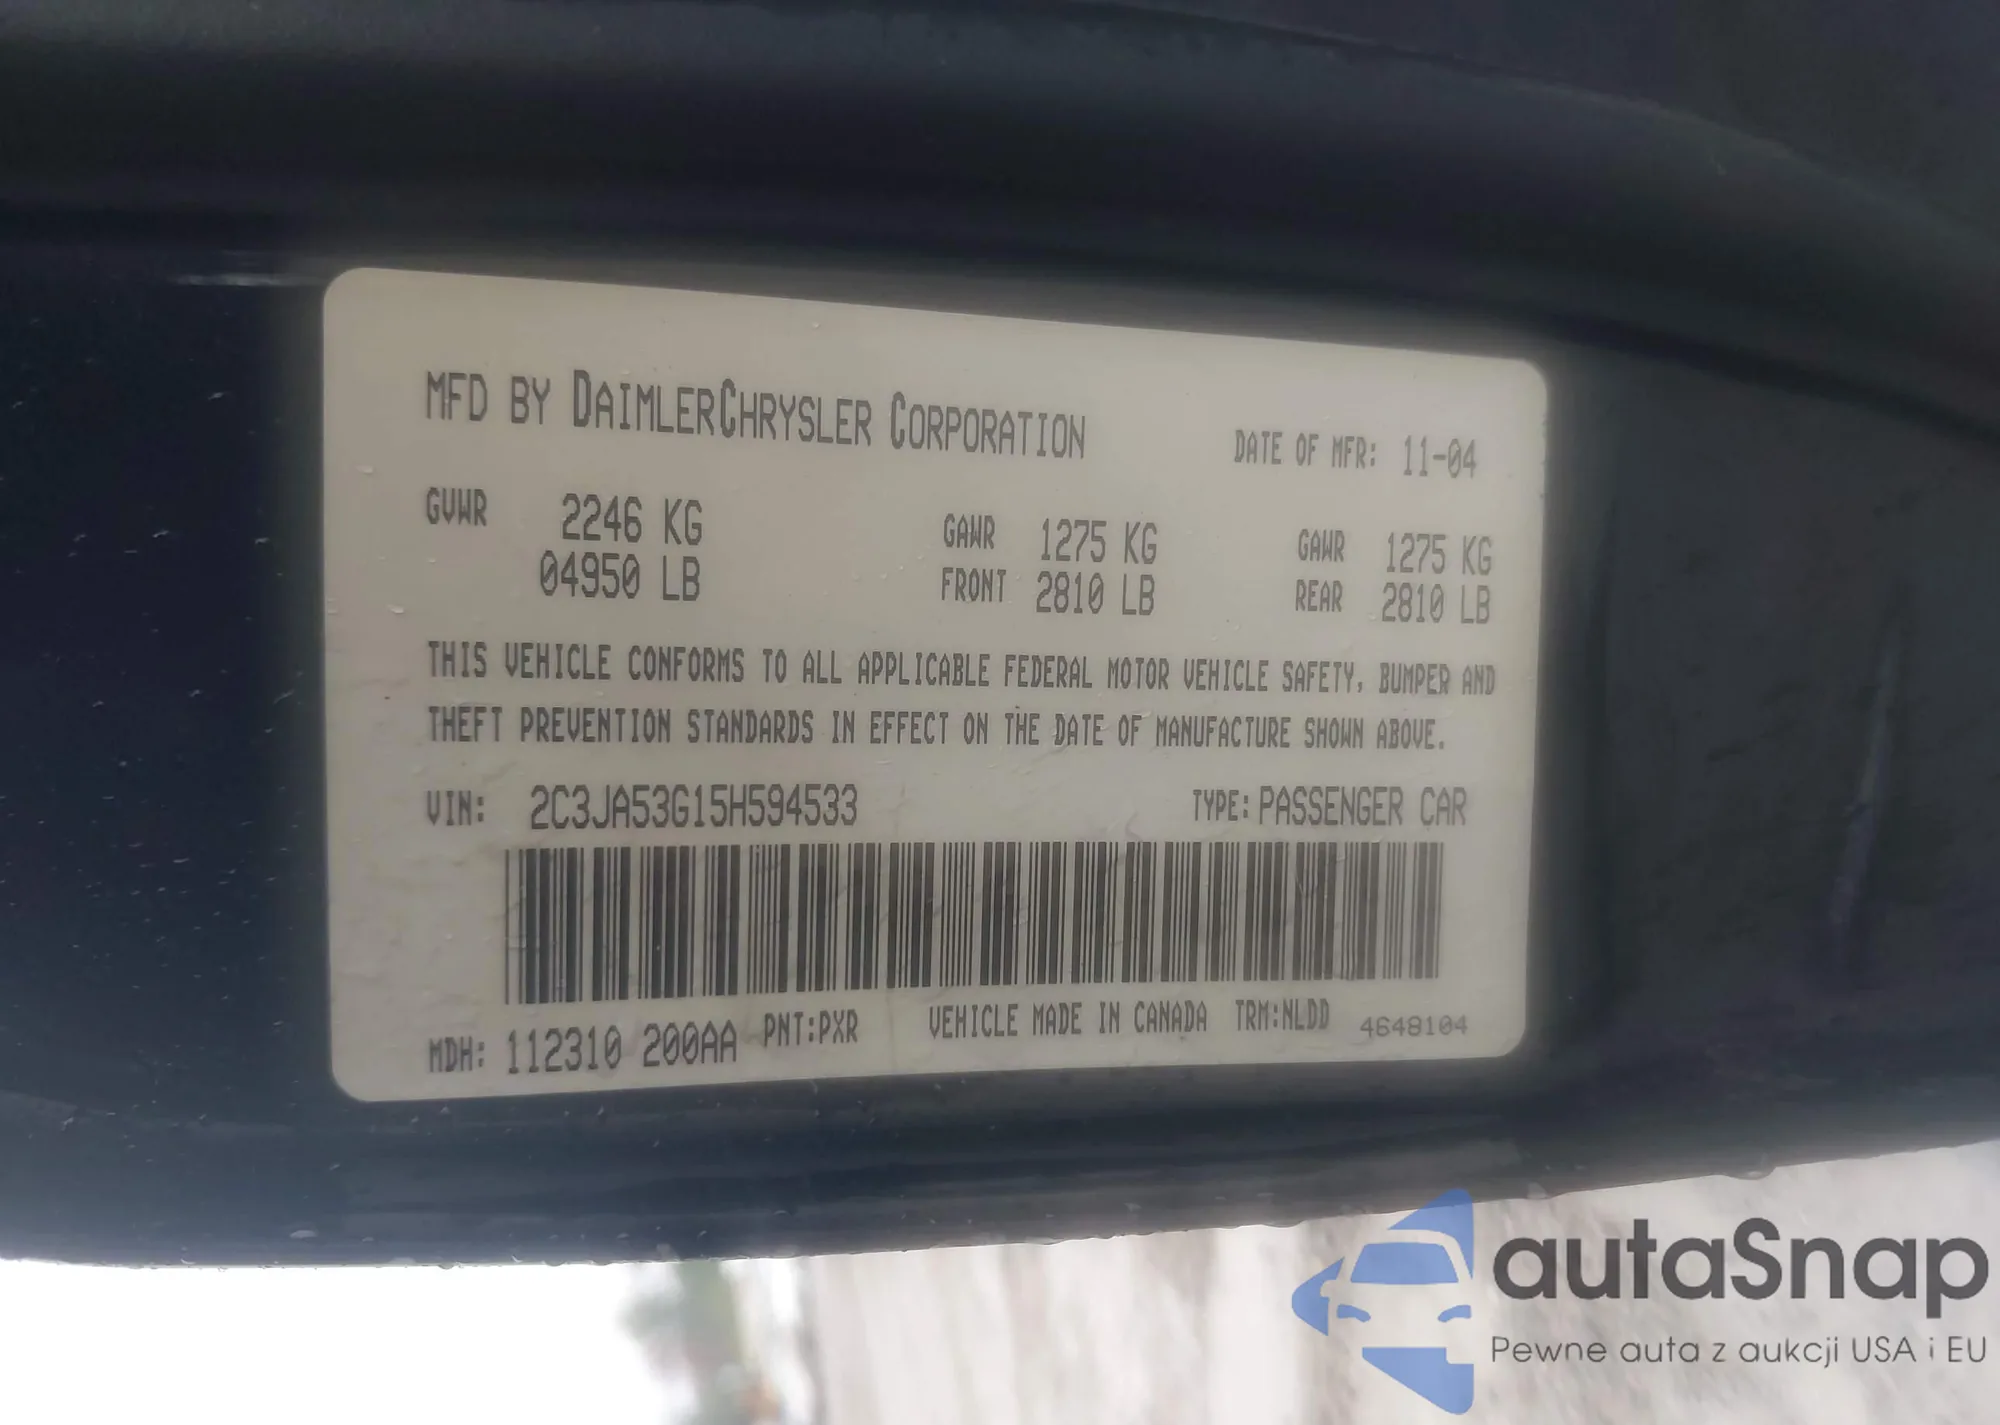 MFD BY DAIMLERCHRYSLER CORPORATION DATE OF MFR: 11-04
GVWR 2246 KG GAWR 1275 KG GAWR 1275 KG
04950 LB FRONT 2810 LB REAR 2810 LB
THIS VEHICLE CONFORMS TO ALL APPLICABLE FEDERAL MOTOR VEHICLE SAFETY, BUMPER AND
THEFT PREVENTION STANDARDS IN EFFECT ON THE DATE OF MANUFACTURE SHOWN ABOVE.
VIN: 2C3JA53G15H594533 TYPE: PASSENGER CAR
MDH: 112310 200AA PNT:PXR VEHICLE MADE IN CANADA TRM:NLDD 4648104
autaSnap
Pewne auta z aukcji USA i EU